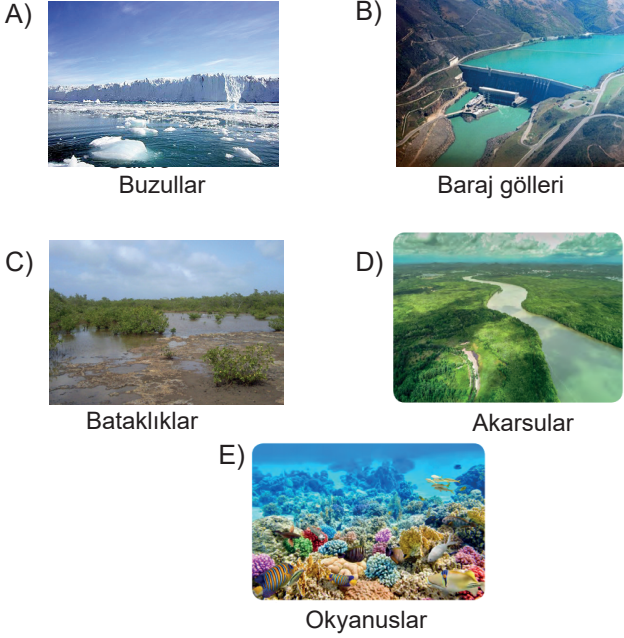 A)
Buzullar
B)
Baraj gölleri
C)
Bataklıklar
D)
Akarsular
E)
Okyanuslar